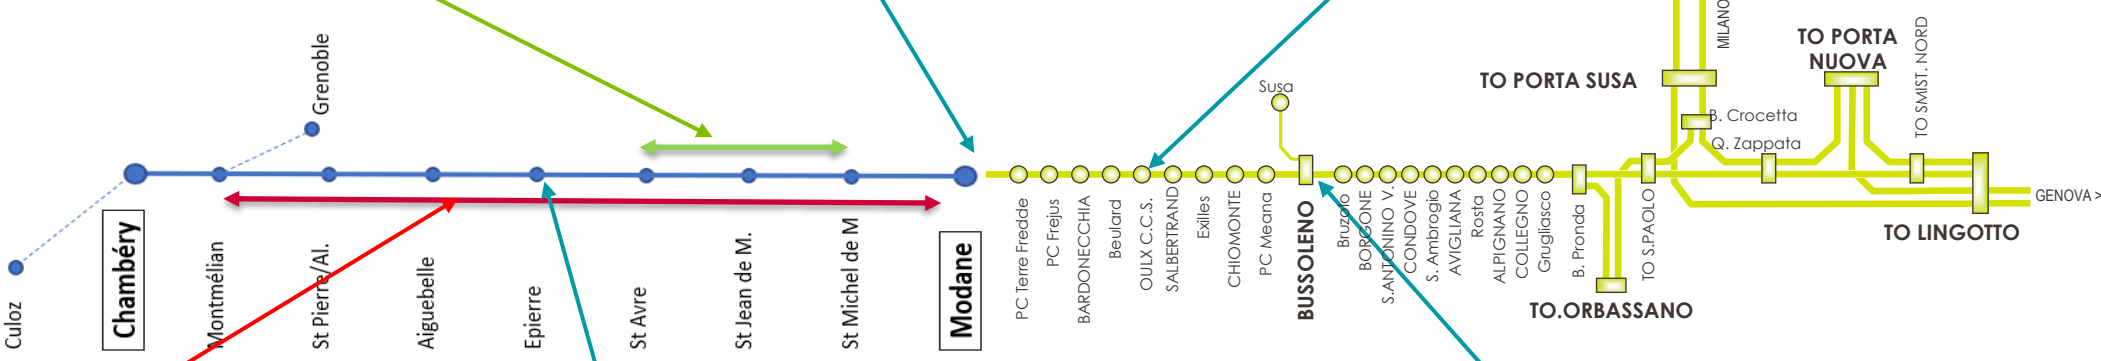 Culoz
Chambéry
Montmélian
Grenoble
St Pierre/Al.
Aiguebelle
Epierre
St Avre
St Jean de M.
St Michel de M
Modane
PC Terre Fredde
PC Frejus
BARDONECCHIA
Beulard
OULX C.C.S.
SALBERTRAND
Exilles
CHIOMONTE
PC Meana
Susa
BUSSOLENO
Bruzolo
BORGONE
S.ANTONINO V.
CONDOVE
S. Ambrogio
AVIGLIANA
Rosta
ALPIGNANO
COLLEGNO
Grugliasco
B. Pronda
TO.ORBASSANO
TO S.PAOLO
TO PORTA SUSA
MILANO
B. Crocetta
Q. Zappata
TO PORTA
NUOVA
TO SMIST. NORD
TO LINGOTTO
GENOVA >